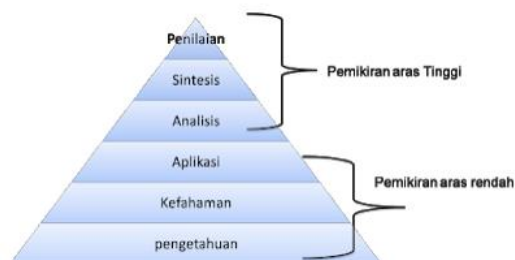 Penilaian
Sintesis
Pemikiran aras Tinggi
Analisis
Aplikasi
Pemikiran aras rendah
Kefahaman
pengetahuan